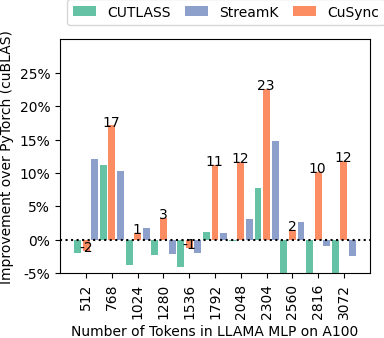 CUTLASS StreamK CuSync
Improvement over PyTorch (cuBLAS)
25%
20%
15%
10%
5%
0%
-5%
-2 17 1 3 -1 11 12 23 2 10 12
512 768 1024 1280 1536 1792 2048 2304 2560 2816 3072
Number of Tokens in LLAMA MLP on A100